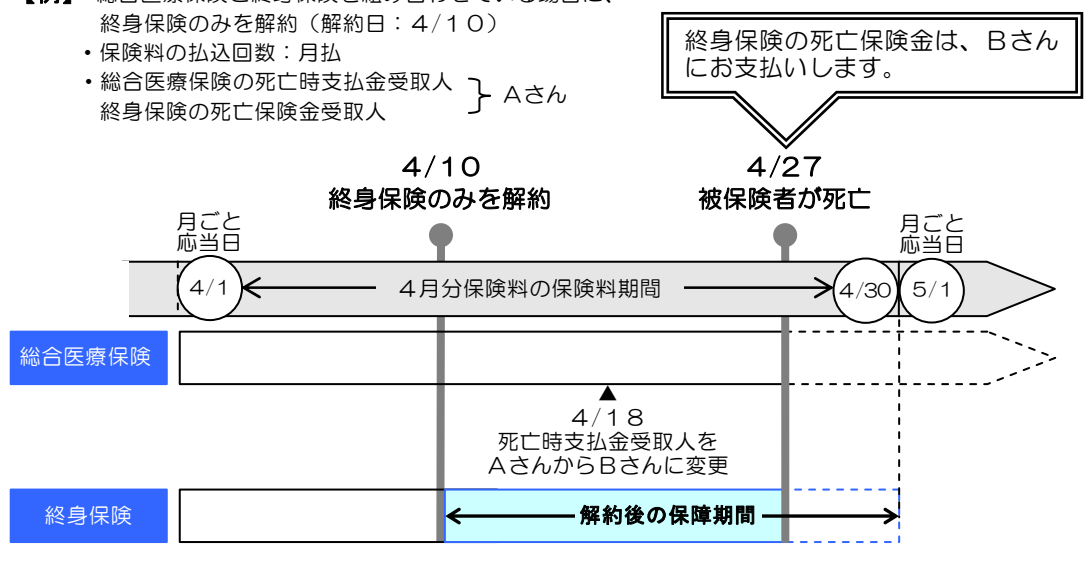 【例】・総合医療保険と終身保険を組み合わせている場合に、
終身保険のみを解約（解約日：４/１０）
・保険料の払込回数：月払
・総合医療保険の死亡時支払金受取人
終身保険の死亡保険金受取人
Ａさん
終身保険の死亡保険金は、Ｂさん
にお支払いします。
４/１０
終身保険のみを解約
４/２７
被保険者が死亡
月ごと
応当日
月ごと
応当日
４/１
４月分保険料の保険料期間
４/３０
５/１
総合医療保険
▲
４/１８
死亡時支払金受取人を
ＡさんからＢさんに変更
終身保険
解約後の保障期間